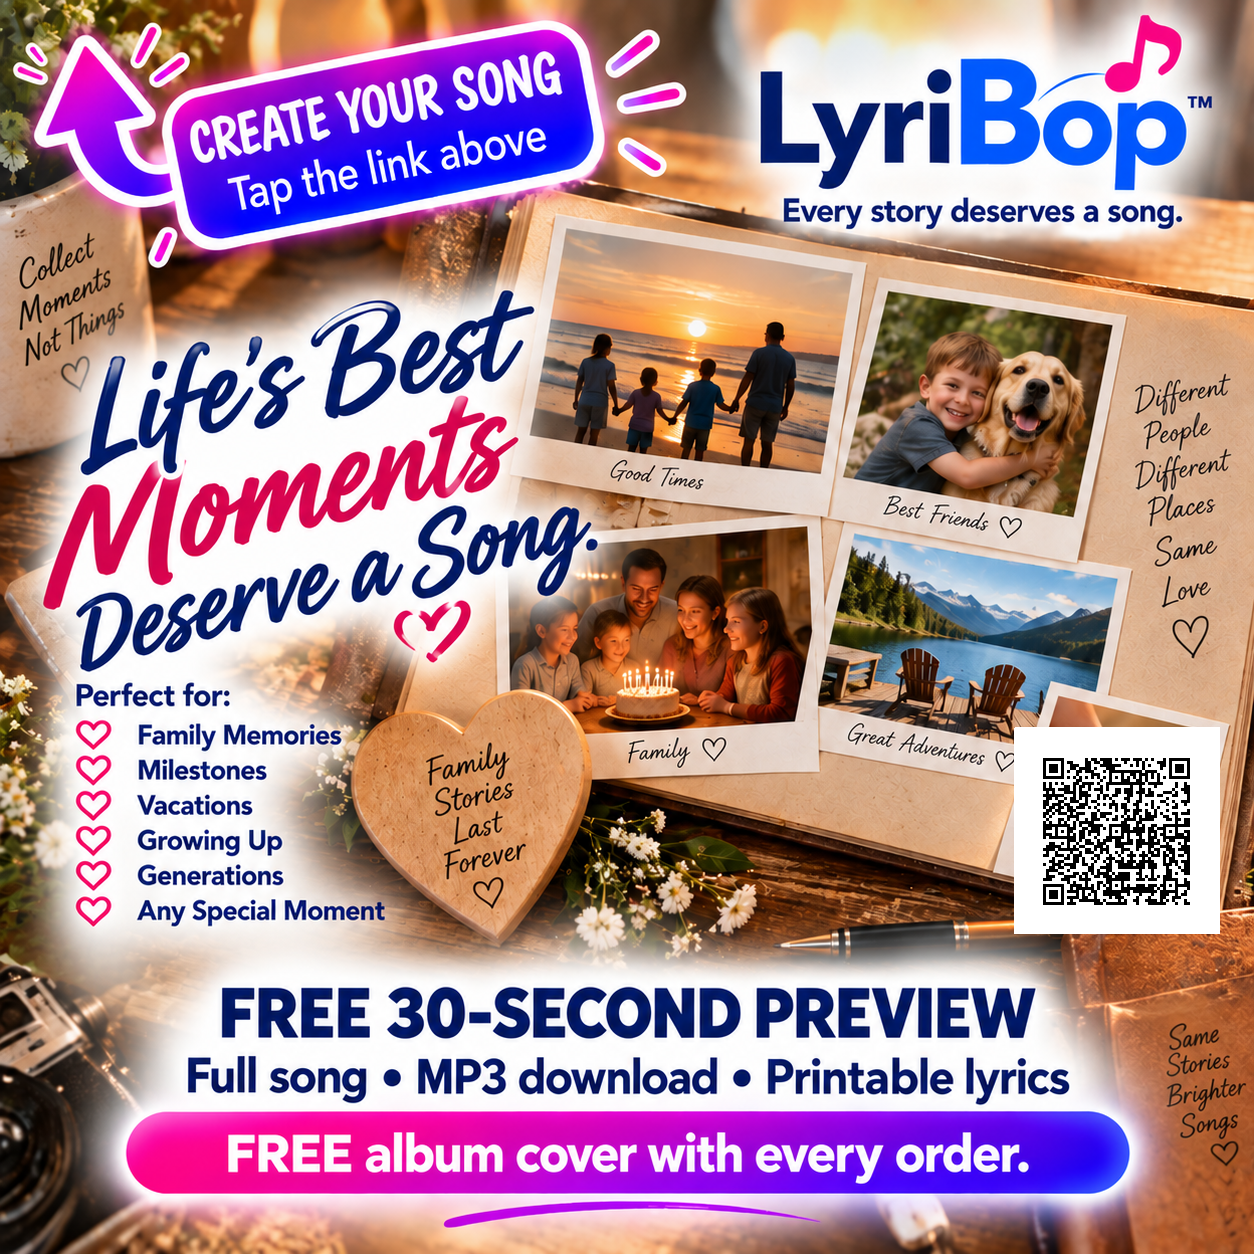 CREATE YOUR SONG
Tap the link above
LyriBop™
Every story deserves a song.
Collect
Moments
Not Things
Life's Best
Moments
Deserve a Song.
Perfect for:
Family Memories
Milestones
Vacations
Growing Up
Generations
Any Special Moment
Good Times
Best Friends
Family
Great Adventures
Different
People
Different
Places
Same
Love
Family
Stories
Last
Forever
FREE 30-SECOND PREVIEW
Full song • MP3 download • Printable lyrics
FREE album cover with every order.
Same
Stories
Brighter
Songs